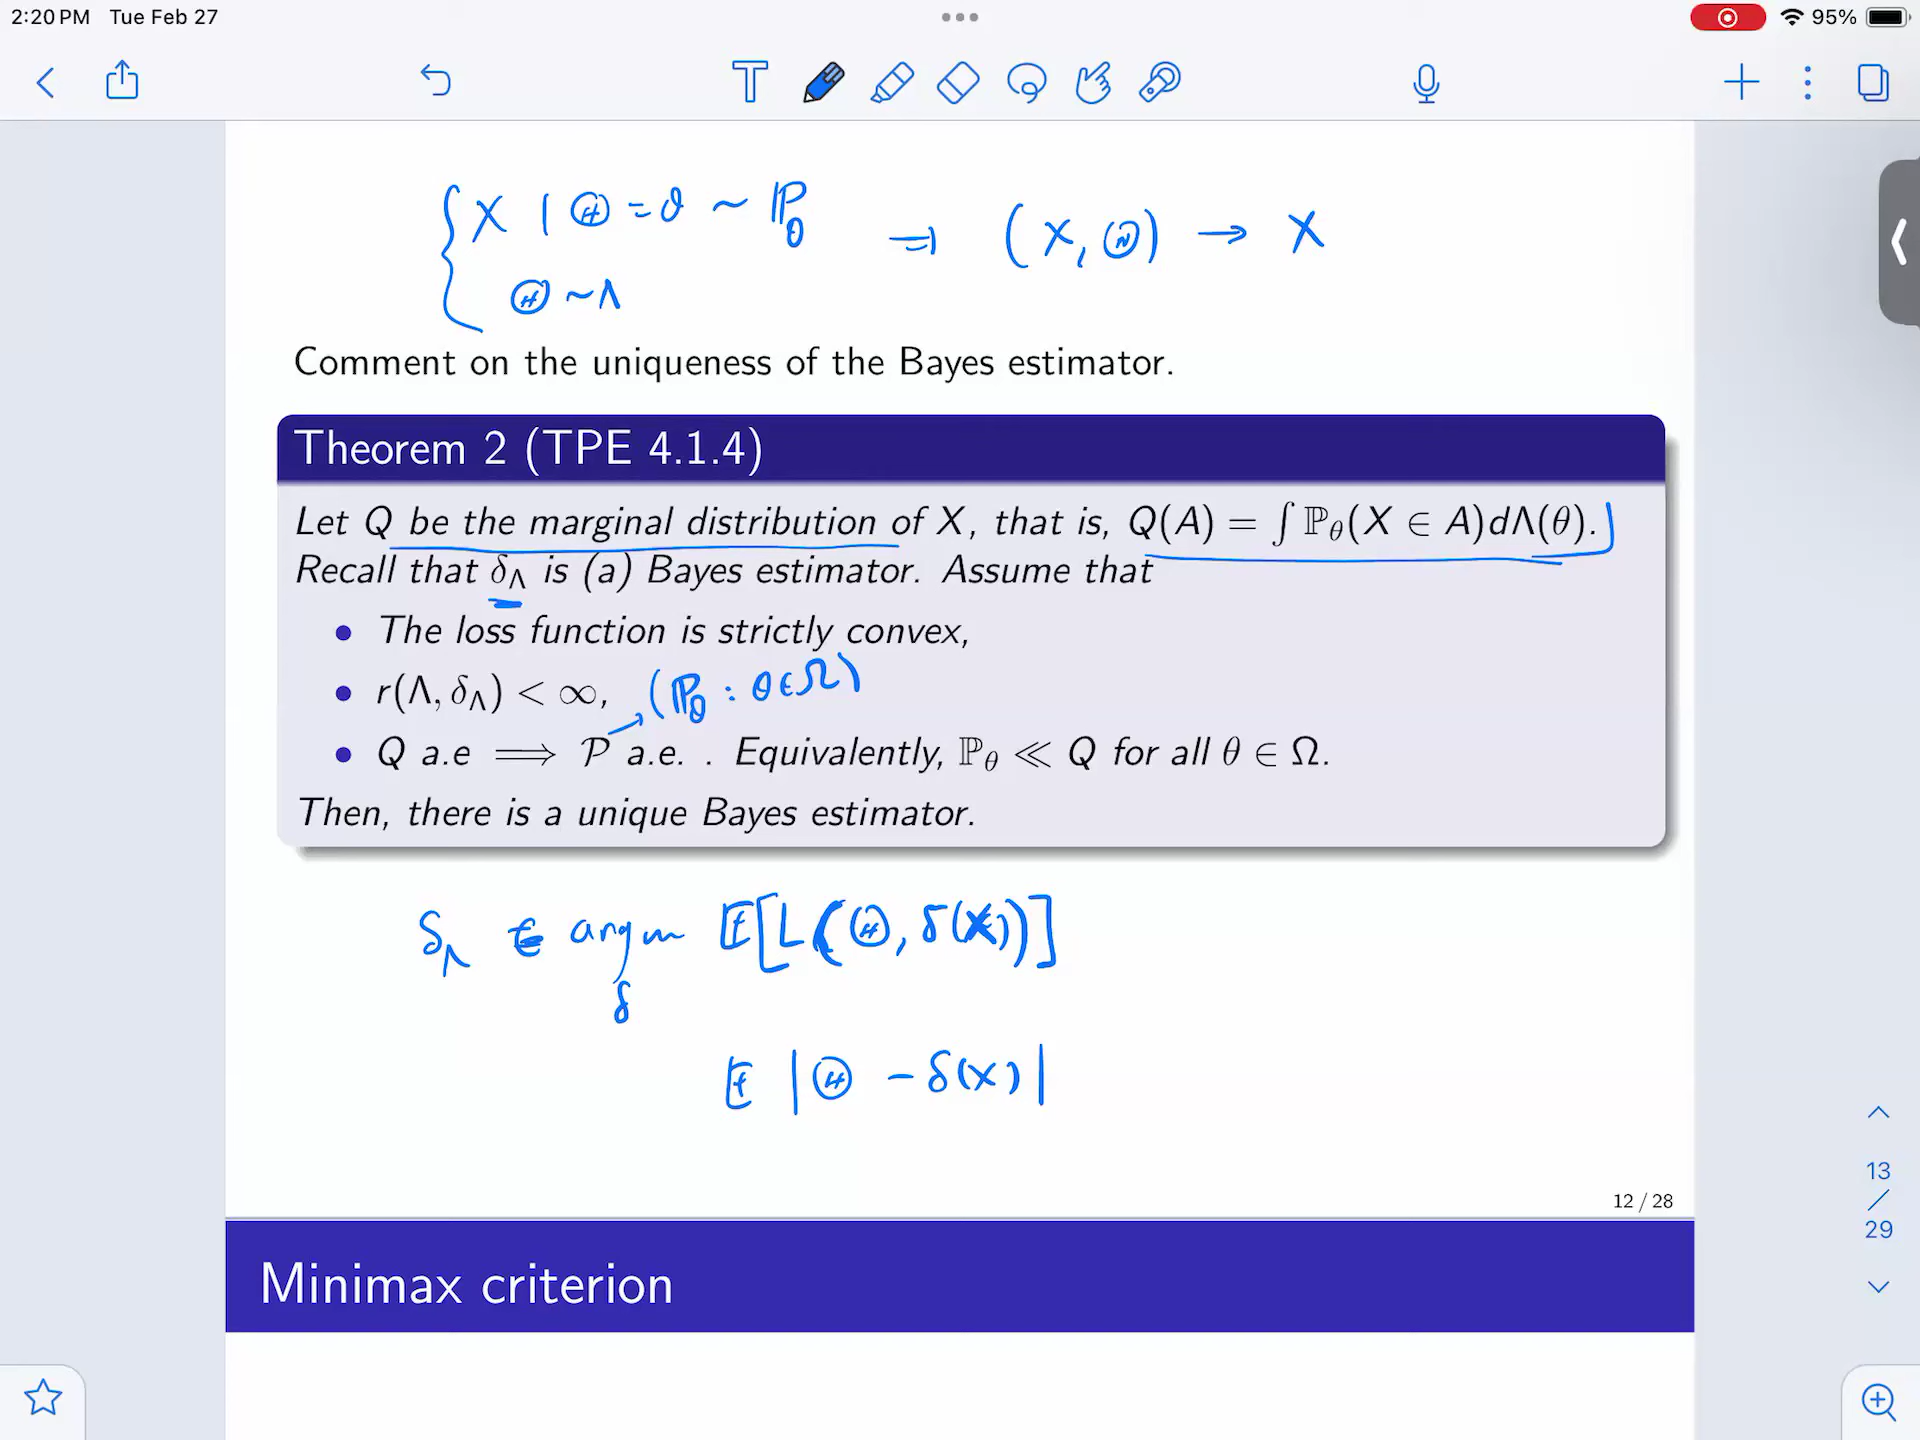 2:20 PM Tue Feb 27
95%
{X | Θ = θ ~ ℙ_θ ⇒ (X, Θ) → X
Θ ~ Λ
Comment on the uniqueness of the Bayes estimator.
Theorem 2 (TPE 4.1.4)
Let Q be the marginal distribution of X, that is, Q(A) = ∫ ℙ_θ(X ∈ A)dΛ(θ).
Recall that δ_Λ is (a) Bayes estimator. Assume that
• The loss function is strictly convex,
• r(Λ, δ_Λ) < ∞, (ℙ_θ : θ ∈ Ω)
• Q a.e ⟹ 𝒫 a.e. . Equivalently, ℙ_θ ≪ Q for all θ ∈ Ω.
Then, there is a unique Bayes estimator.
δ_Λ ∈ argm 𝔼[L(Θ, δ(X))]
δ
𝔼 |Θ − δ(X)|
12 / 28
13
/
29
Minimax criterion